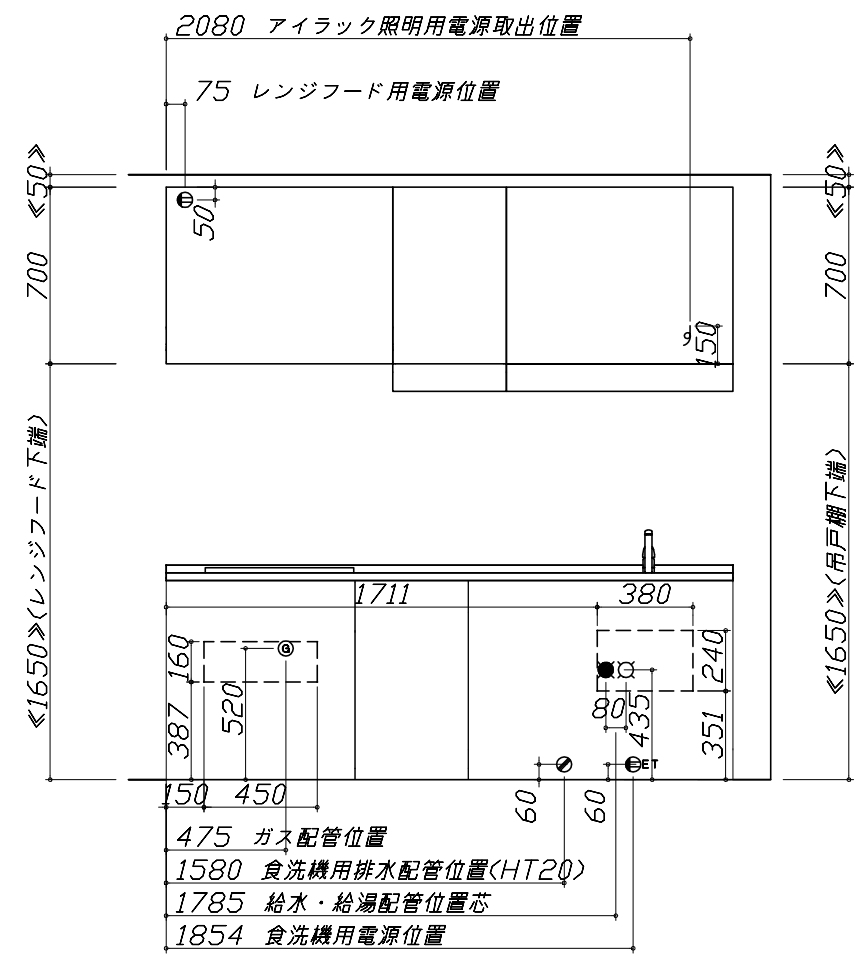 2080 アイラック照明用電源取出位置
75 レンジフード用電源位置
≪50≫
≪50≫
50
700
700
150
≪1650≫(レンジフード下端)
≪1650≫(吊戸棚下端)
1711
380
160
G
240
520
80
435
387
351
ET
150
450
60
60
475 ガス配管位置
1580 食洗機用排水配管位置(HT20)
1785 給水・給湯配管位置芯
1854 食洗機用電源位置